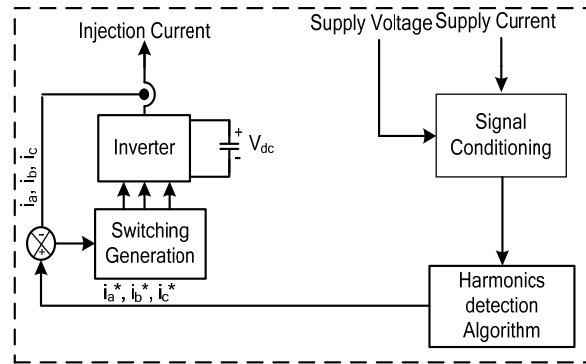 Injection Current
Supply Voltage
Supply Current
Inverter
+
-
Vdc
Signal
Conditioning
ia, ib, ic
-
+
Switching
Generation
ia*, ib*, ic*
Harmonics
detection
Algorithm